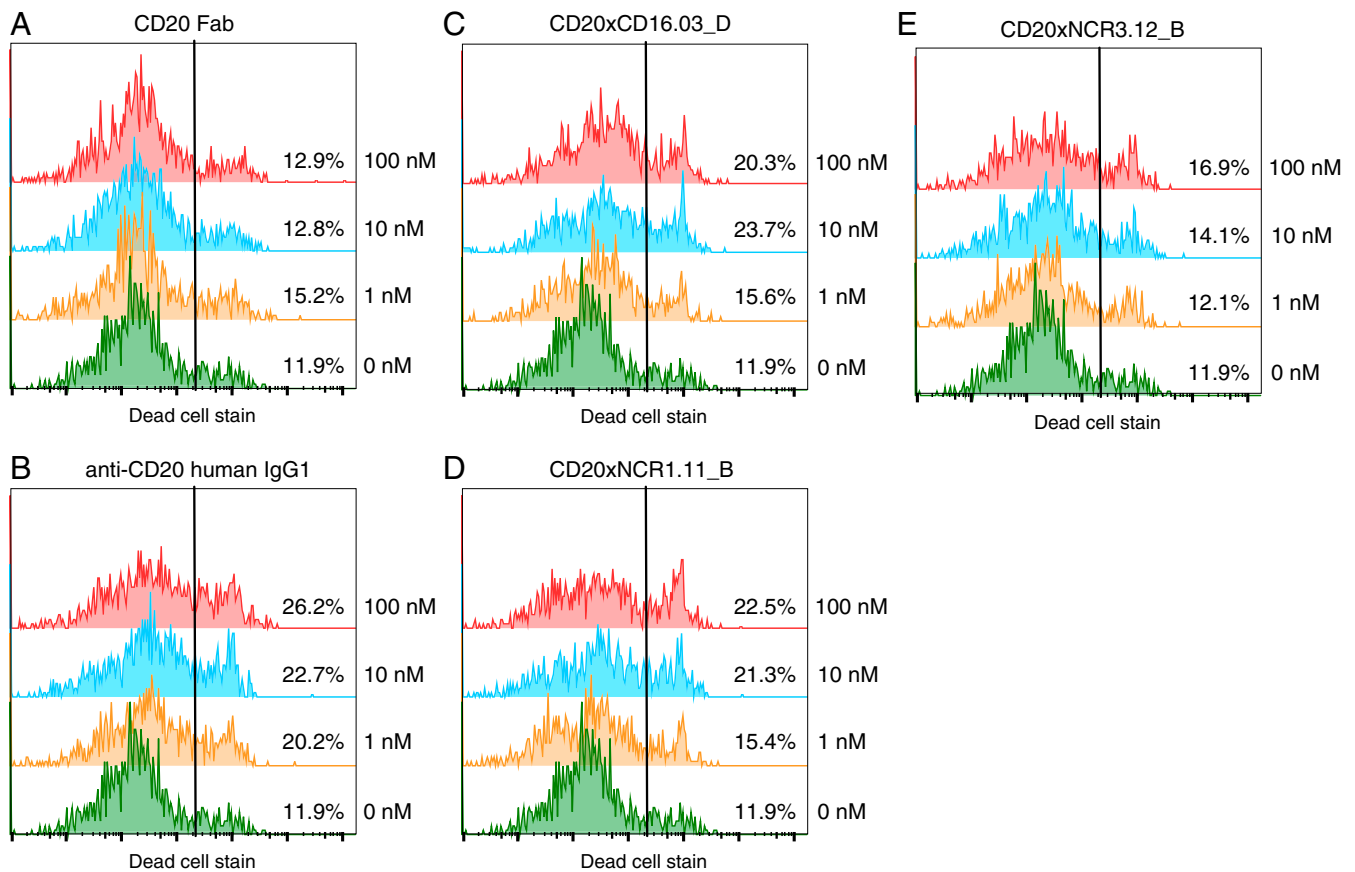 A
CD20 Fab
12.9% 100 nM
12.8% 10 nM
15.2% 1 nM
11.9% 0 nM
Dead cell stain
B
anti-CD20 human IgG1
26.2% 100 nM
22.7% 10 nM
20.2% 1 nM
11.9% 0 nM
Dead cell stain
C
CD20xCD16.03_D
20.3% 100 nM
23.7% 10 nM
15.6% 1 nM
11.9% 0 nM
Dead cell stain
D
CD20xNCR1.11_B
22.5% 100 nM
21.3% 10 nM
15.4% 1 nM
11.9% 0 nM
Dead cell stain
E
CD20xNCR3.12_B
16.9% 100 nM
14.1% 10 nM
12.1% 1 nM
11.9% 0 nM
Dead cell stain